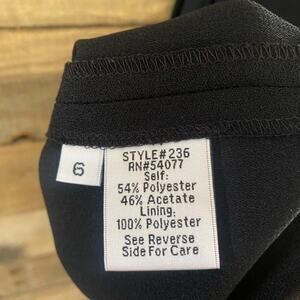 6
STYLE#236
RN#54077
Self:
54% Polyester
46% Acetate
Lining:
100% Polyester
See Reverse
Side For Care